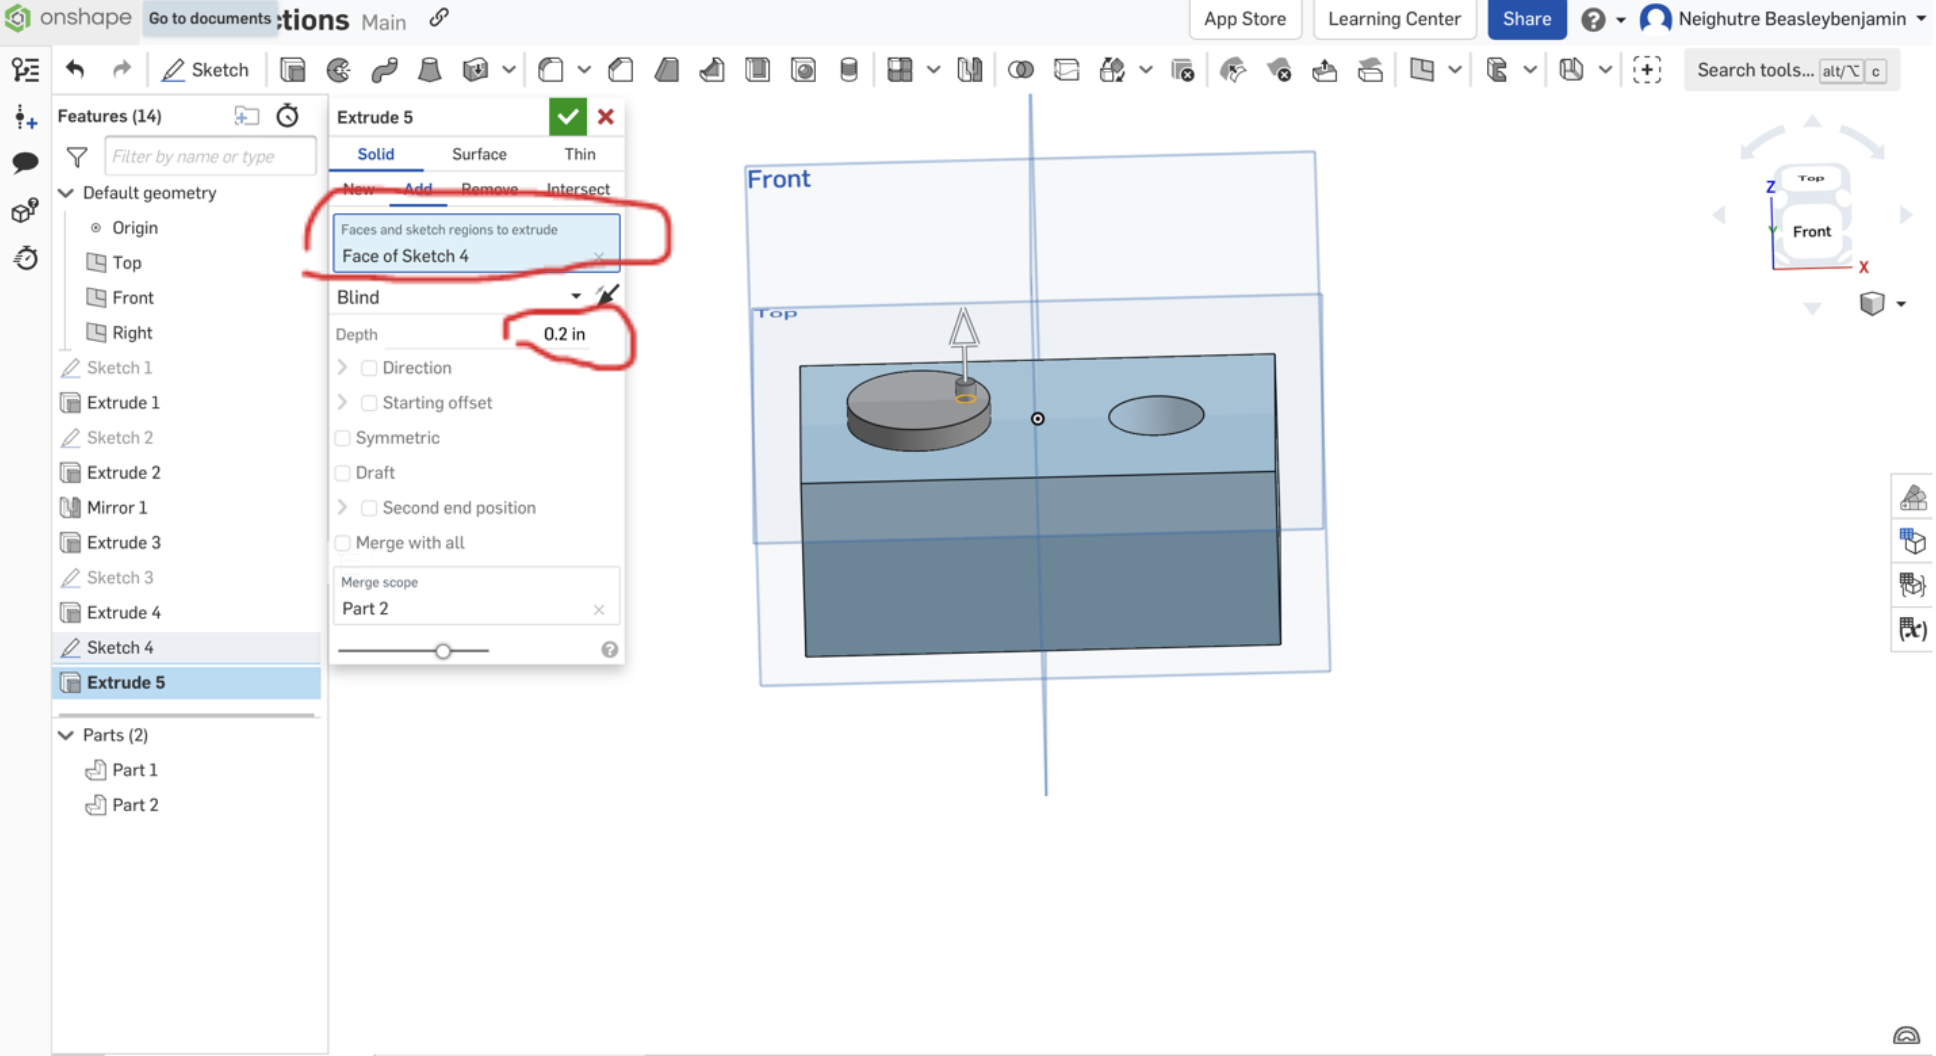 onshape Go to documents ctions Main
App Store Learning Center Share Neighutre Beasleybenjamin
Sketch Search tools... alt/⌥ c
Features (14)
Filter by name or type
Default geometry
Origin
Top
Front
Right
Sketch 1
Extrude 1
Sketch 2
Extrude 2
Mirror 1
Extrude 3
Sketch 3
Extrude 4
Sketch 4
Extrude 5
Parts (2)
Part 1
Part 2
Extrude 5
Solid Surface Thin
New Add Remove Intersect
Faces and sketch regions to extrude
Face of Sketch 4
Blind
Depth 0.2 in
Direction
Starting offset
Symmetric
Draft
Second end position
Merge with all
Merge scope
Part 2
Front
Top
Top
Z
Front
Y
X
(x)